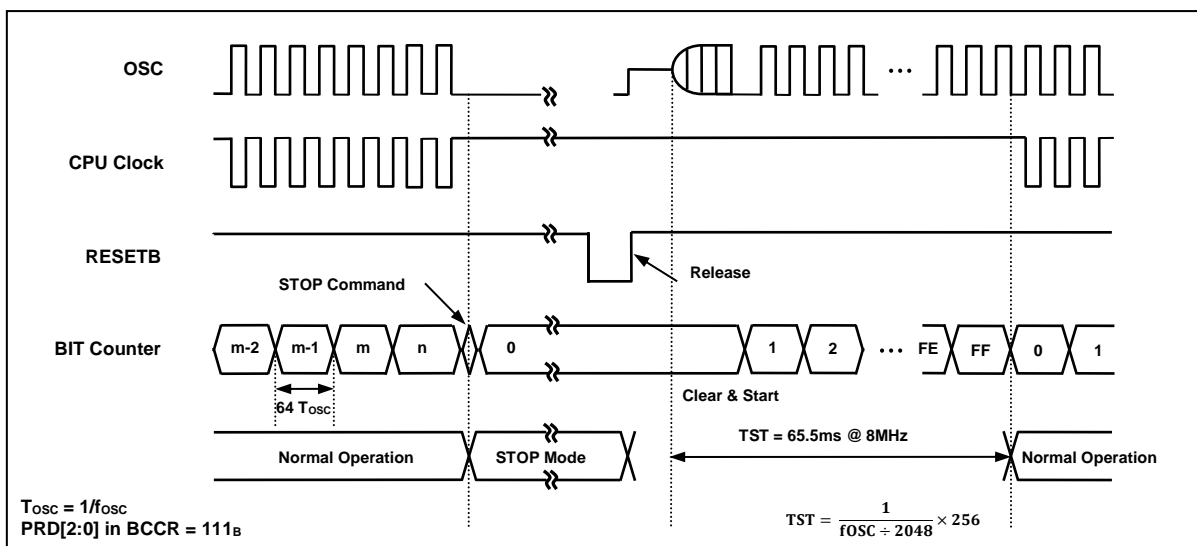 OSC
...
CPU Clock
RESETB
Release
STOP Command
BIT Counter
m-2 m-1 m n 0 1 2 ... FE FF 0 1
64 TOSC
Clear & Start
TST = 65.5ms @ 8MHz
Normal Operation STOP Mode Normal Operation
TOSC = 1/fOSC
PRD[2:0] in BCCR = 111B
TST = 1 / (fOSC ÷ 2048) × 256